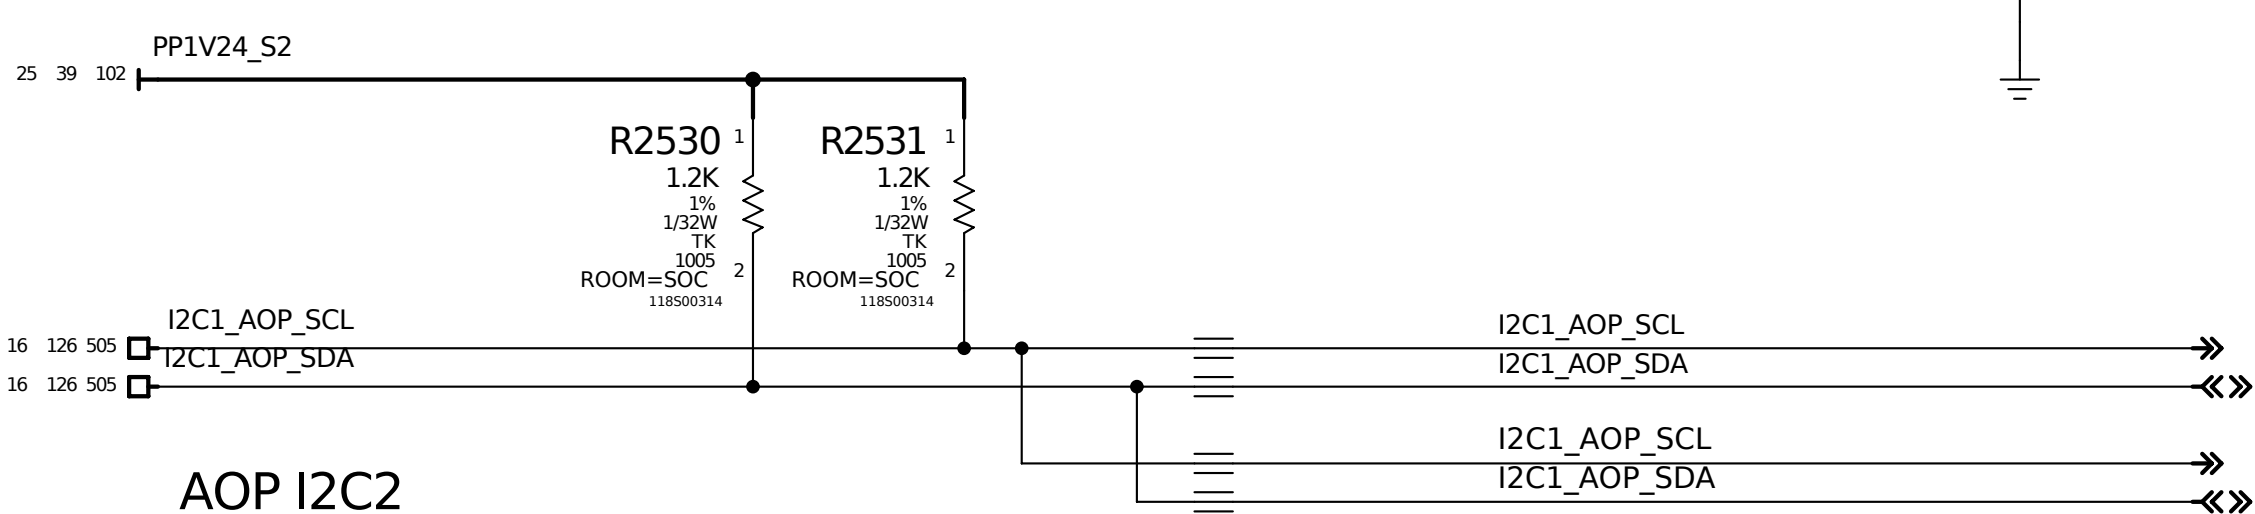 PP1V24_S2
25 39 102
R2530 1
1.2K
1%
1/32W
TK
1005
ROOM=SOC 2
118S00314
R2531 1
1.2K
1%
1/32W
TK
1005
ROOM=SOC 2
118S00314
I2C1_AOP_SCL
16 126 505
I2C1_AOP_SDA
16 126 505
I2C1_AOP_SCL
I2C1_AOP_SDA
I2C1_AOP_SCL
I2C1_AOP_SDA
AOP I2C2